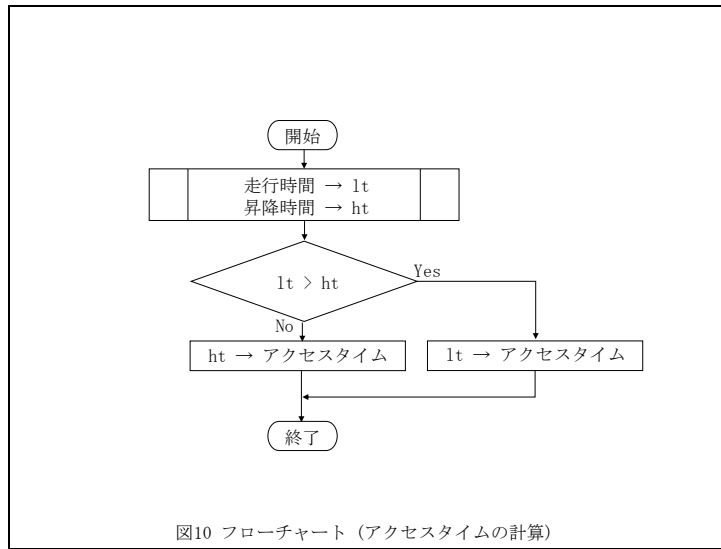 開始
走行時間 → lt
昇降時間 → ht
lt > ht
Yes
No
ht → アクセスタイム
lt → アクセスタイム
終了
図10 フローチャート (アクセスタイムの計算)